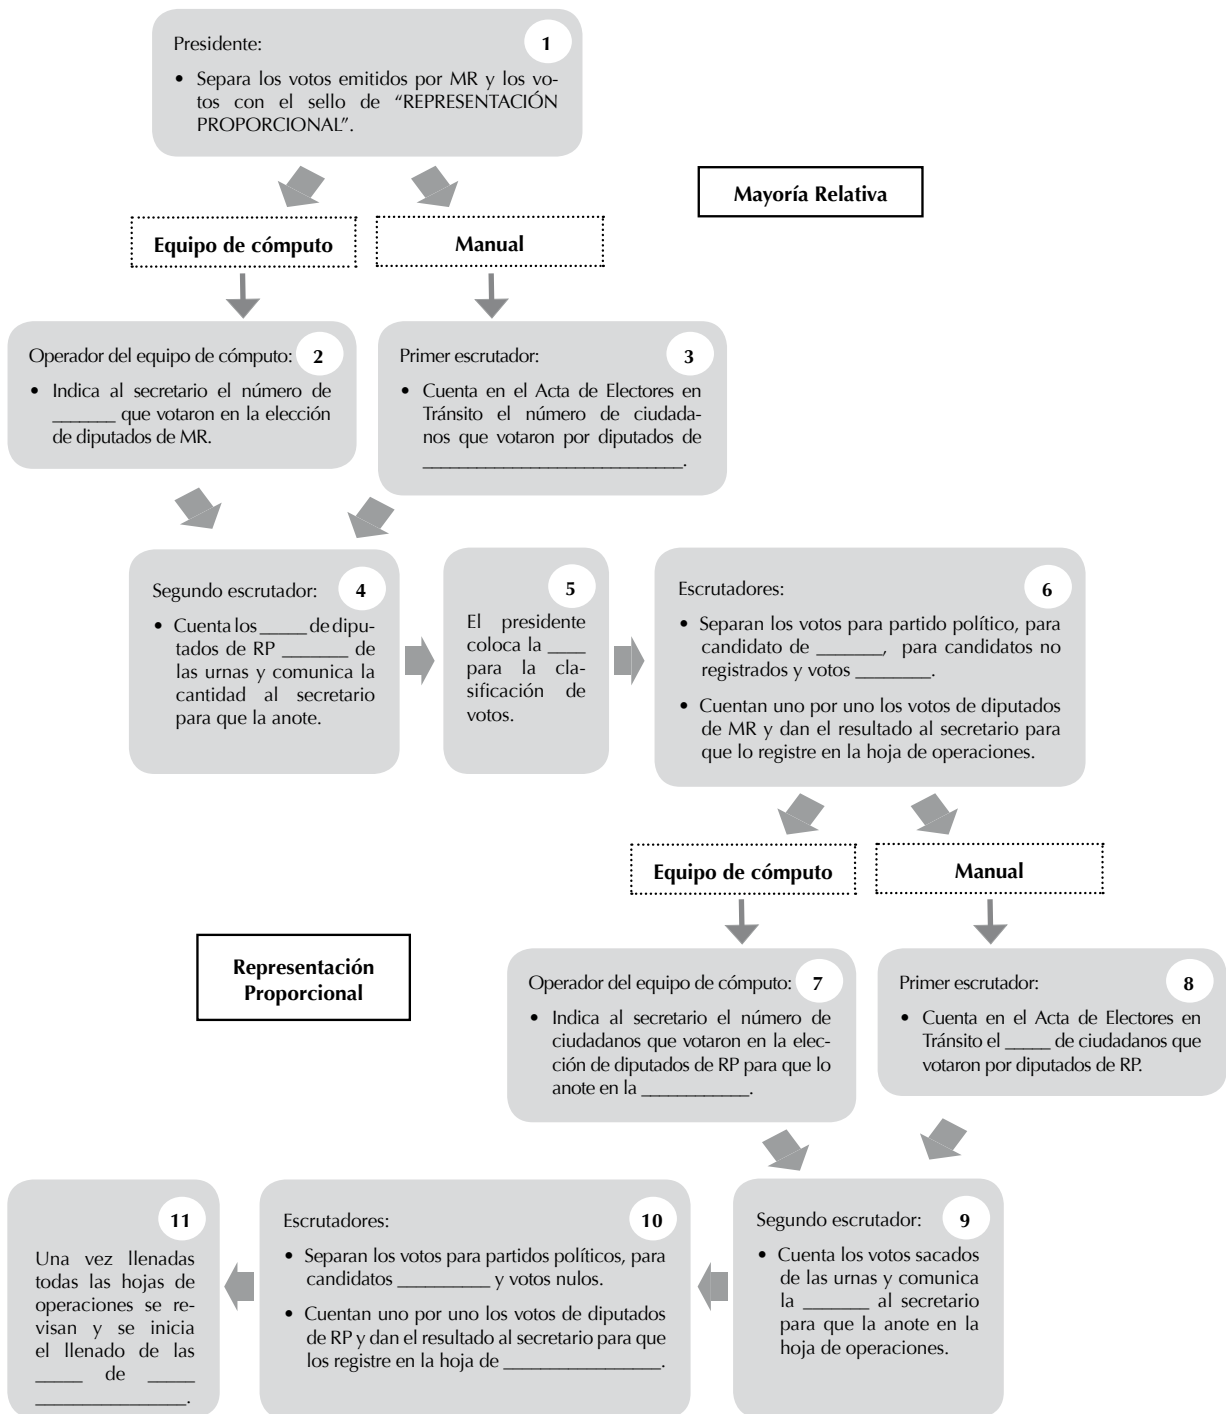 1
Presidente:
• Separa los votos emitidos por MR y los vo-
tos con el sello de “REPRESENTACIÓN
PROPORCIONAL”.
Mayoría Relativa
Equipo de cómputo
Manual
Operador del equipo de cómputo:
2
• Indica al secretario el número de
_______ que votaron en la elección
de diputados de MR.
Primer escrutador:
3
• Cuenta en el Acta de Electores en
Tránsito el número de ciudada-
nos que votaron por diputados de
_____________________________.
Segundo escrutador:
4
• Cuenta los _____ de dipu-
tados de RP _______ de
las urnas y comunica la
cantidad al secretario
para que la anote.
5
El presidente
coloca la ____
para la cla-
sificación de
votos.
Escrutadores:
6
• Separan los votos para partido político, para
candidato de _______, para candidatos no
registrados y votos ________.
• Cuentan uno por uno los votos de diputados
de MR y dan el resultado al secretario para
que lo registre en la hoja de operaciones.
Equipo de cómputo
Manual
Representación
Proporcional
Operador del equipo de cómputo:
7
• Indica al secretario el número de
ciudadanos que votaron en la elec-
ción de diputados de RP para que lo
anote en la ____________.
Primer escrutador:
8
• Cuenta en el Acta de Electores en
Tránsito el _____ de ciudadanos que
votaron por diputados de RP.
Segundo escrutador:
9
• Cuenta los votos sacados
de las urnas y comunica
la _______ al secretario
para que la anote en la
hoja de operaciones.
Escrutadores:
10
• Separan los votos para partidos políticos, para
candidatos __________ y votos nulos.
• Cuentan uno por uno los votos de diputados
de RP y dan el resultado al secretario para que
los registre en la hoja de _________________.
11
Una vez llenadas
todas las hojas de
operaciones se re-
visan y se inicia
el llenado de las
_____ de _____
________________.